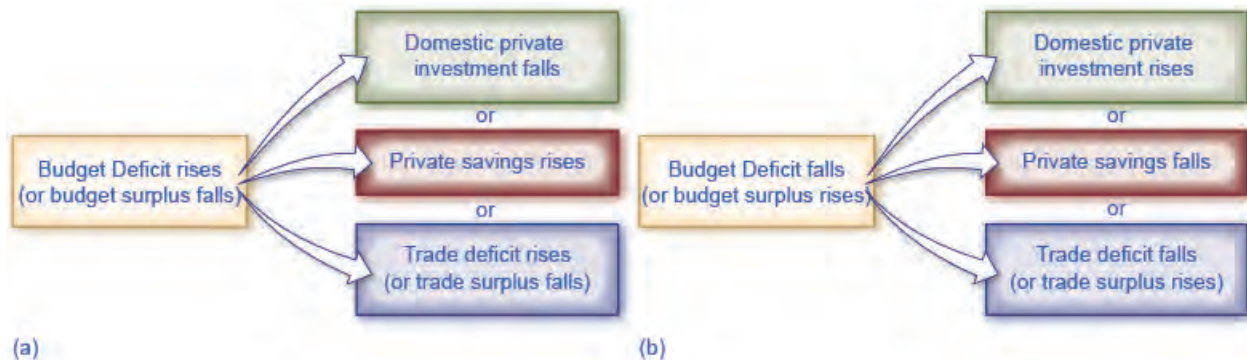 Budget Deficit rises
(or budget surplus falls)
Domestic private
investment falls
or
Private savings rises
or
Trade deficit rises
(or trade surplus falls)
(a)
Budget Deficit falls
(or budget surplus rises)
Domestic private
investment rises
or
Private savings falls
or
Trade deficit falls
(or trade surplus rises)
(b)